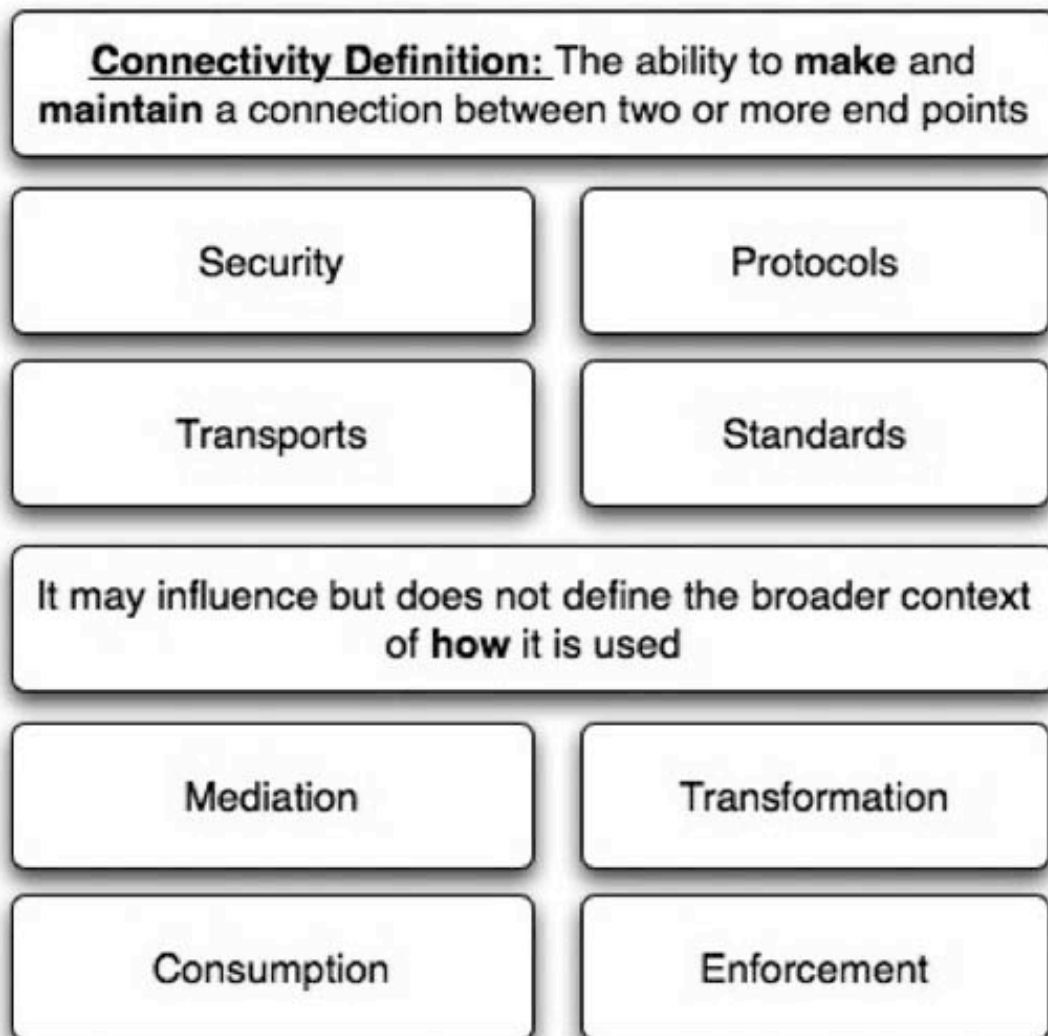 Connectivity Definition: The ability to make and
maintain a connection between two or more end points
Security
Protocols
Transports
Standards
It may influence but does not define the broader context
of how it is used
Mediation
Transformation
Consumption
Enforcement